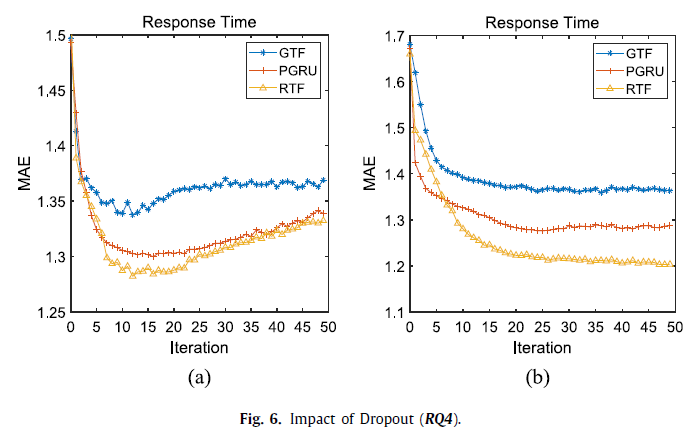 Response Time
1.5
1.45
1.4
1.35
1.3
1.25
MAE
GTF
PGRU
RTF
0 5 10 15 20 25 30 35 40 45 50
Iteration
(a)
Response Time
1.7
1.6
1.5
1.4
1.3
1.2
1.1
MAE
GTF
PGRU
RTF
0 5 10 15 20 25 30 35 40 45 50
Iteration
(b)
Fig. 6. Impact of Dropout (RQ4).